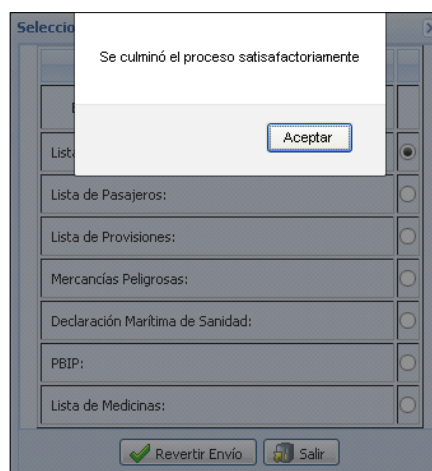 Seleccio
Se culminó el proceso satisafactoriamente
Aceptar
Lista
Lista de Pasajeros:
Lista de Provisiones:
Mercancías Peligrosas:
Declaración Marítima de Sanidad:
PBIP:
Lista de Medicinas:
Revertir Envío
Salir